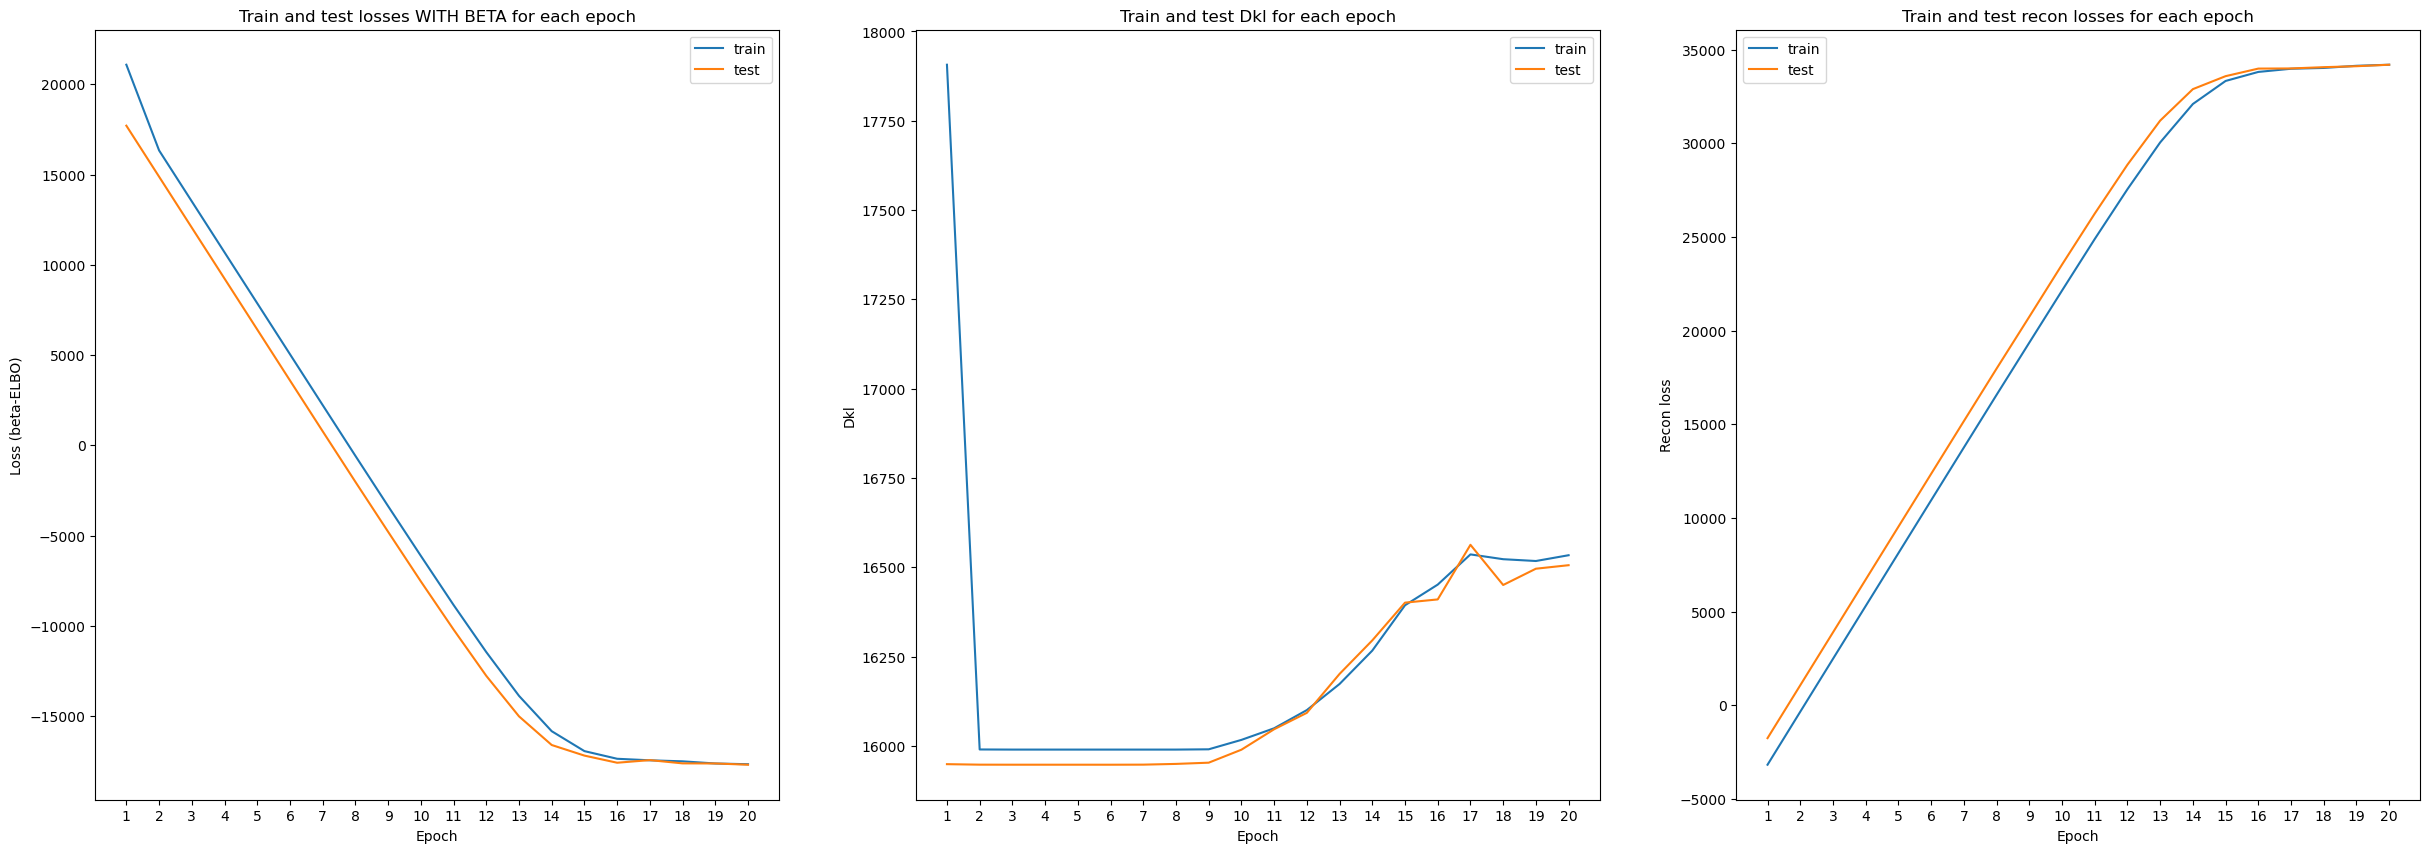 Train and test losses WITH BETA for each epoch
train
test
20000
15000
10000
5000
0
−5000
−10000
−15000
Loss (beta-ELBO)
1 2 3 4 5 6 7 8 9 10 11 12 13 14 15 16 17 18 19 20
Epoch
Train and test Dkl for each epoch
train
test
18000
17750
17500
17250
17000
16750
16500
16250
16000
Dkl
1 2 3 4 5 6 7 8 9 10 11 12 13 14 15 16 17 18 19 20
Epoch
Train and test recon losses for each epoch
train
test
35000
30000
25000
20000
15000
10000
5000
0
−5000
Recon loss
1 2 3 4 5 6 7 8 9 10 11 12 13 14 15 16 17 18 19 20
Epoch